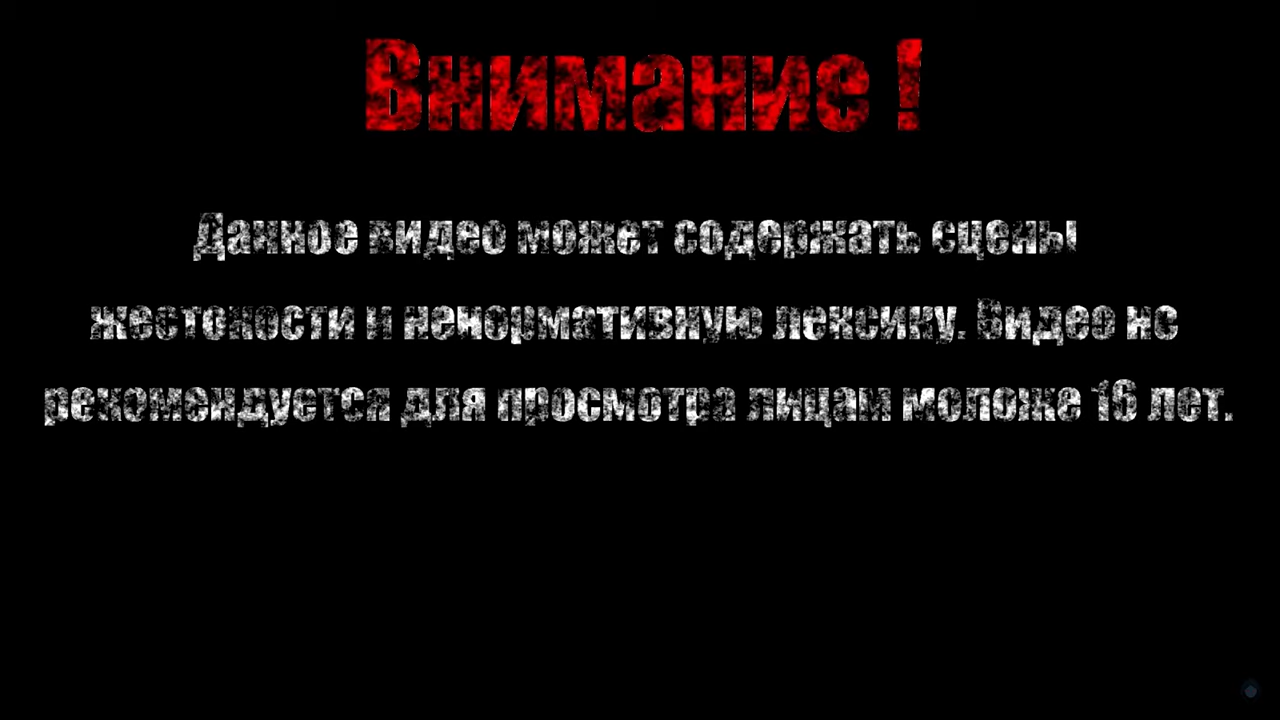 Внимание !
Данное видео может содержать сцены
жестокости и ненормативную лексику. Видео не
рекомендуется для просмотра лицам моложе 16 лет.